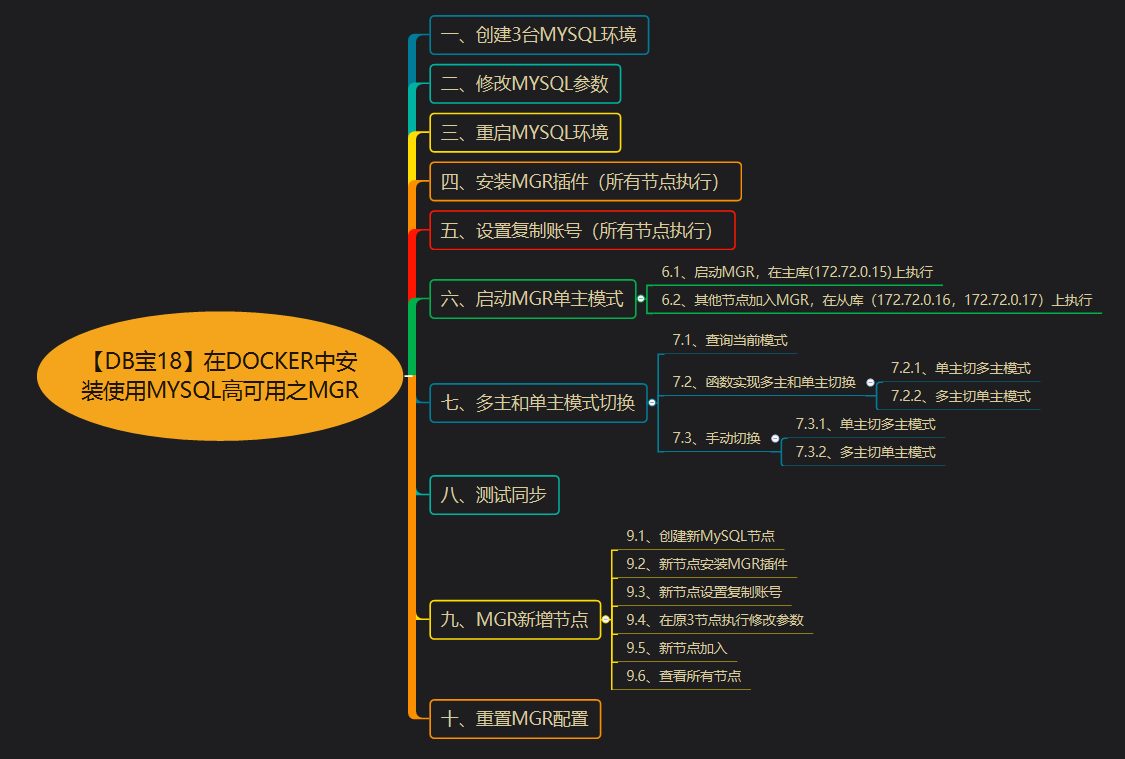 【DB宝18】在DOCKER中安
装使用MYSQL高可用之MGR
一、创建3台MYSQL环境
二、修改MYSQL参数
三、重启MYSQL环境
四、安装MGR插件（所有节点执行）
五、设置复制账号（所有节点执行）
六、启动MGR单主模式
6.1、启动MGR，在主库(172.72.0.15)上执行
6.2、其他节点加入MGR，在从库（172.72.0.16，172.72.0.17）上执行
七、多主和单主模式切换
7.1、查询当前模式
7.2、函数实现多主和单主切换
7.2.1、单主切多主模式
7.2.2、多主切单主模式
7.3、手动切换
7.3.1、单主切多主模式
7.3.2、多主切单主模式
八、测试同步
九、MGR新增节点
9.1、创建新MySQL节点
9.2、新节点安装MGR插件
9.3、新节点设置复制账号
9.4、在原3节点执行修改参数
9.5、新节点加入
9.6、查看所有节点
十、重置MGR配置